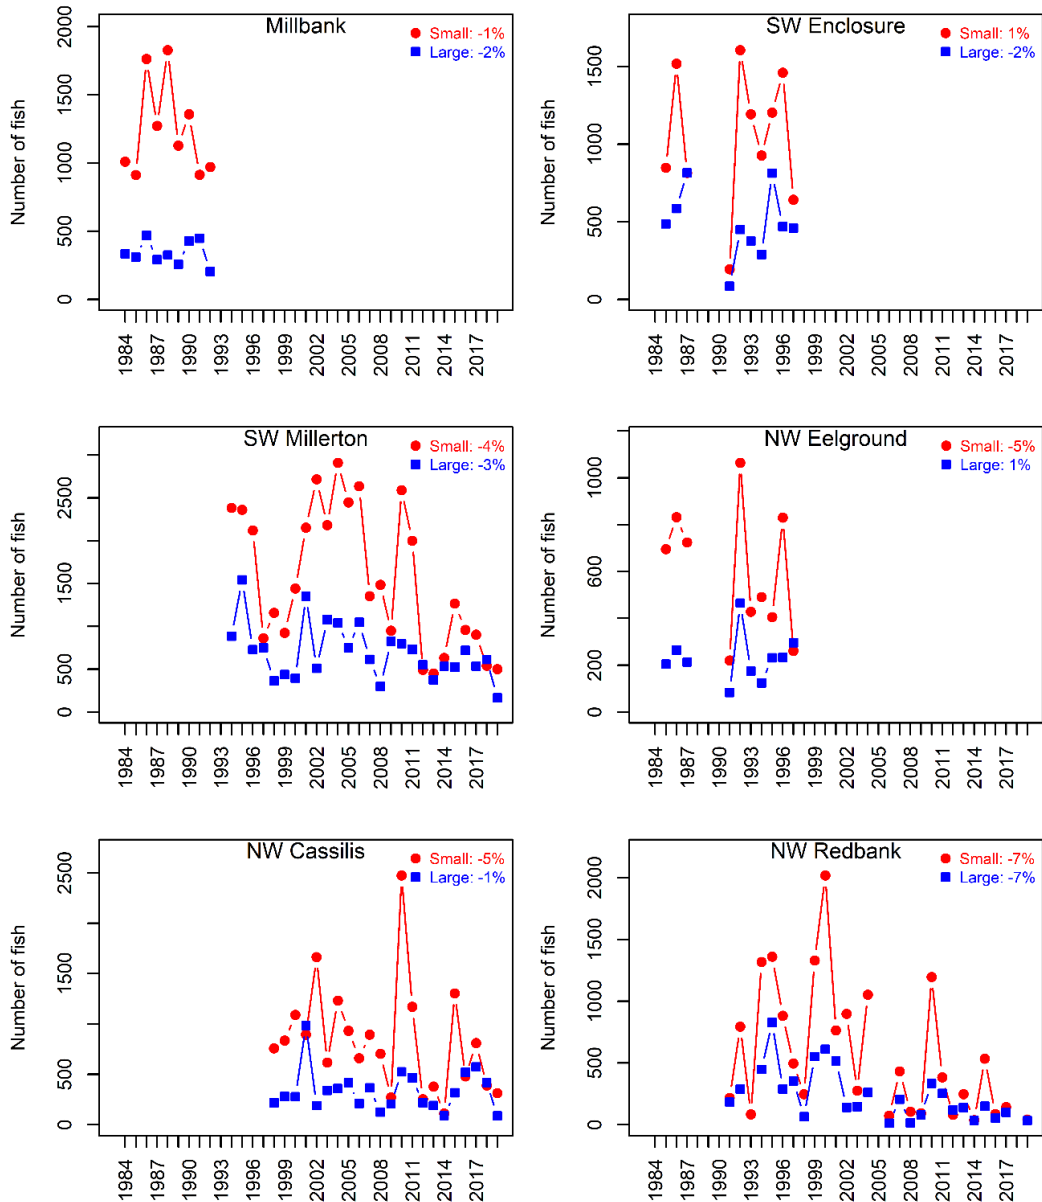 Millbank
Small: -1%
Large: -2%
Number of fish
0 500 1000 1500 2000
1984 1987 1990 1993 1996 1999 2002 2005 2008 2011 2014 2017
SW Enclosure
Small: 1%
Large: -2%
Number of fish
0 500 1000 1500
1984 1987 1990 1993 1996 1999 2002 2005 2008 2011 2014 2017
SW Millerton
Small: -4%
Large: -3%
Number of fish
0 500 1500 2500
1984 1987 1990 1993 1996 1999 2002 2005 2008 2011 2014 2017
NW Eelground
Small: -5%
Large: 1%
Number of fish
0 200 600 1000
1984 1987 1990 1993 1996 1999 2002 2005 2008 2011 2014 2017
NW Cassilis
Small: -5%
Large: -1%
Number of fish
0 500 1500 2500
1984 1987 1990 1993 1996 1999 2002 2005 2008 2011 2014 2017
NW Redbank
Small: -7%
Large: -7%
Number of fish
0 500 1000 1500 2000
1984 1987 1990 1993 1996 1999 2002 2005 2008 2011 2014 2017